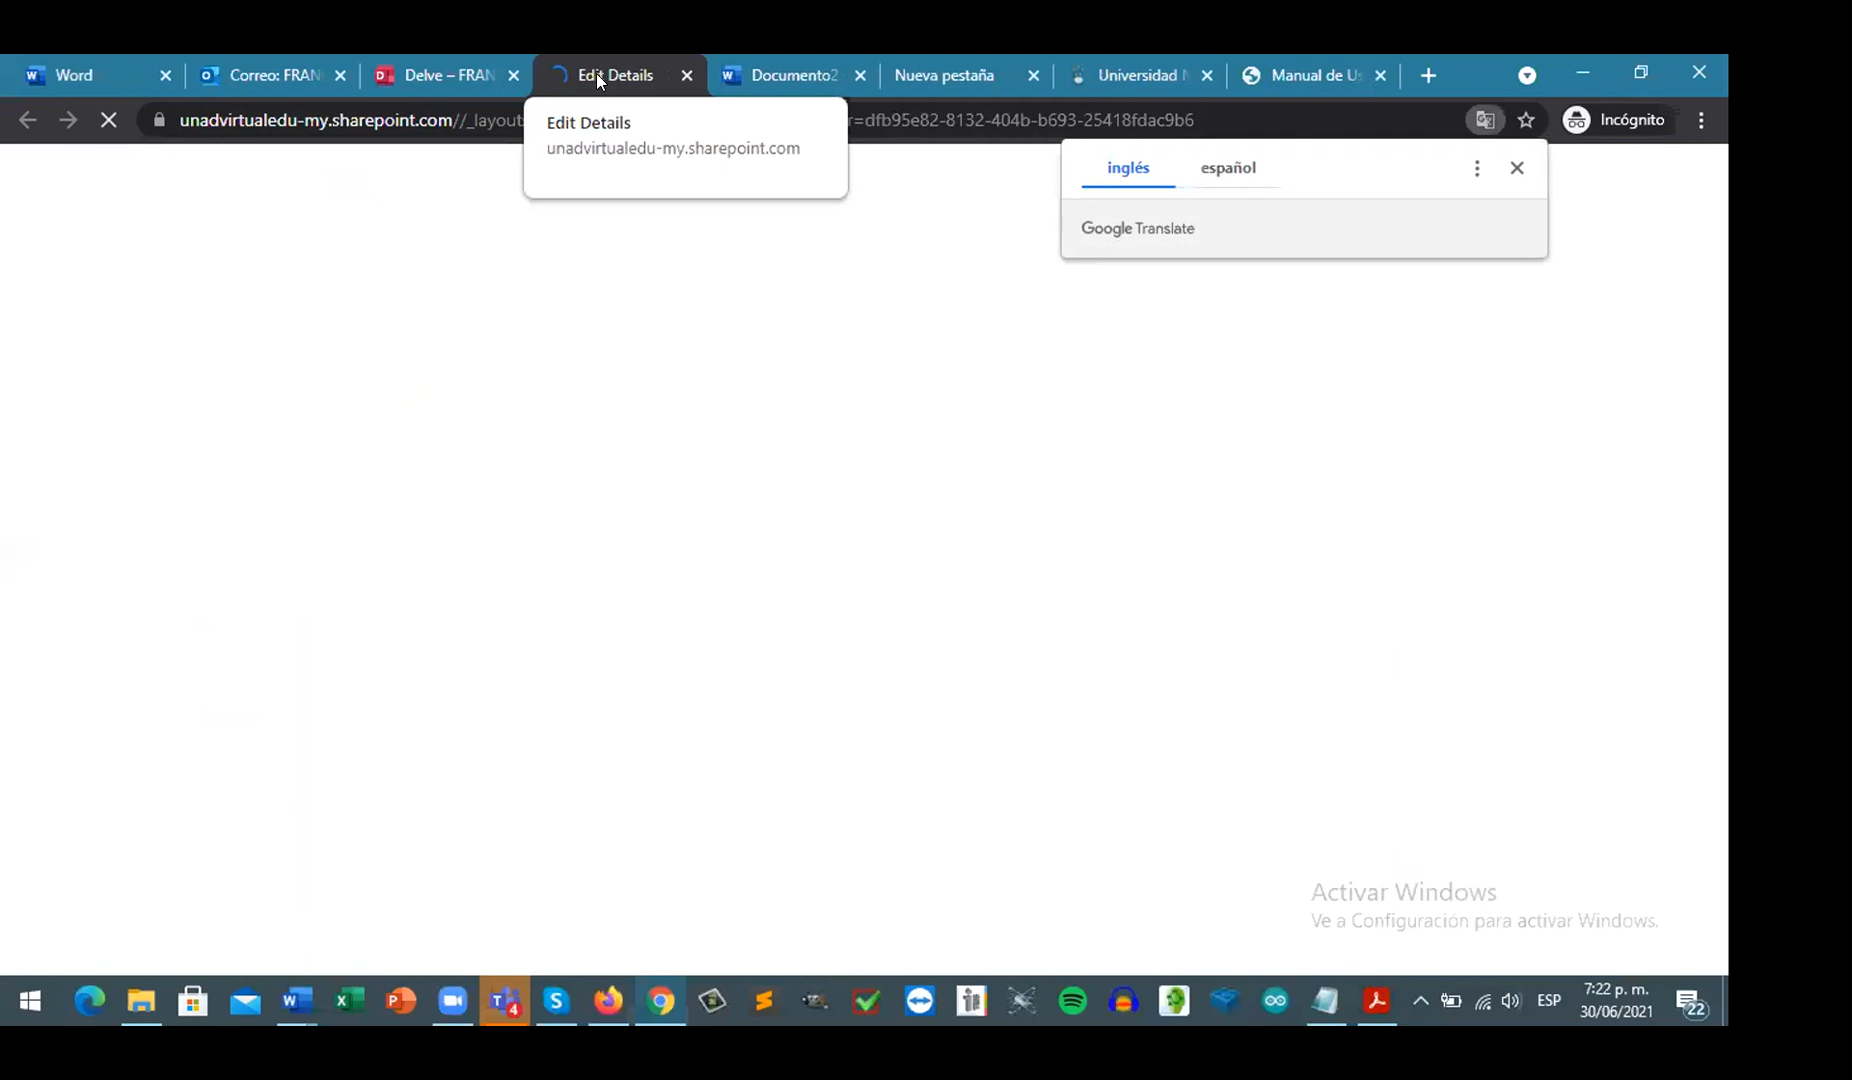 Word
Correo: FRAN
Delve – FRAN
Edit Details
Documento2
Nueva pestaña
Universidad N
Manual de Us
unadvirtualedu-my.sharepoint.com//_layout
r=dfb95e82-8132-404b-b693-25418fdac9b6
Incógnito
Edit Details
unadvirtualedu-my.sharepoint.com
inglés
español
Google Translate
Activar Windows
Ve a Configuración para activar Windows.
4
ESP
7:22 p. m.
30/06/2021
22